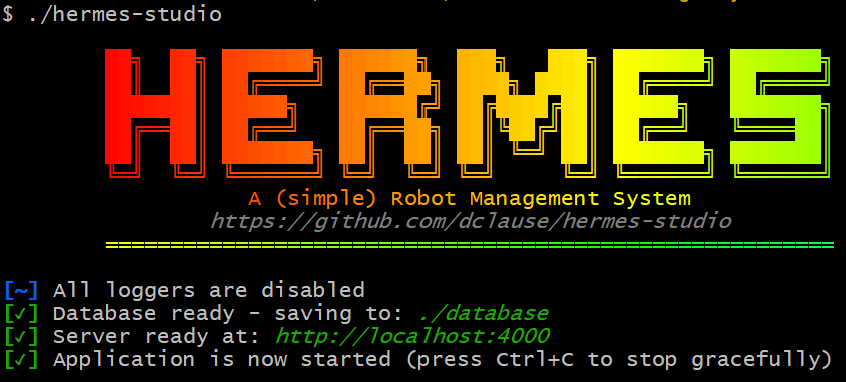 $ ./hermes-studio
HERMES
A (simple) Robot Management System
https://github.com/dclause/hermes-studio
[~] All loggers are disabled
[✓] Database ready - saving to: ./database
[✓] Server ready at: http://localhost:4000
[✓] Application is now started (press Ctrl+C to stop gracefully)